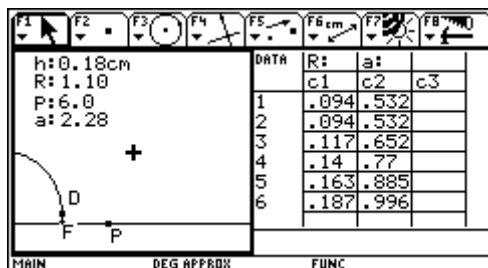 F1 F2 F3 F4 F5 F6 cm F7 F8
h:0.18cm
R:1.10
P:6.0
a:2.28
D
F P
DATA R: a:
c1 c2 c3
1 .094 .532
2 .094 .532
3 .117 .652
4 .14 .77
5 .163 .885
6 .187 .996
MAIN DEG APPROX FUNC